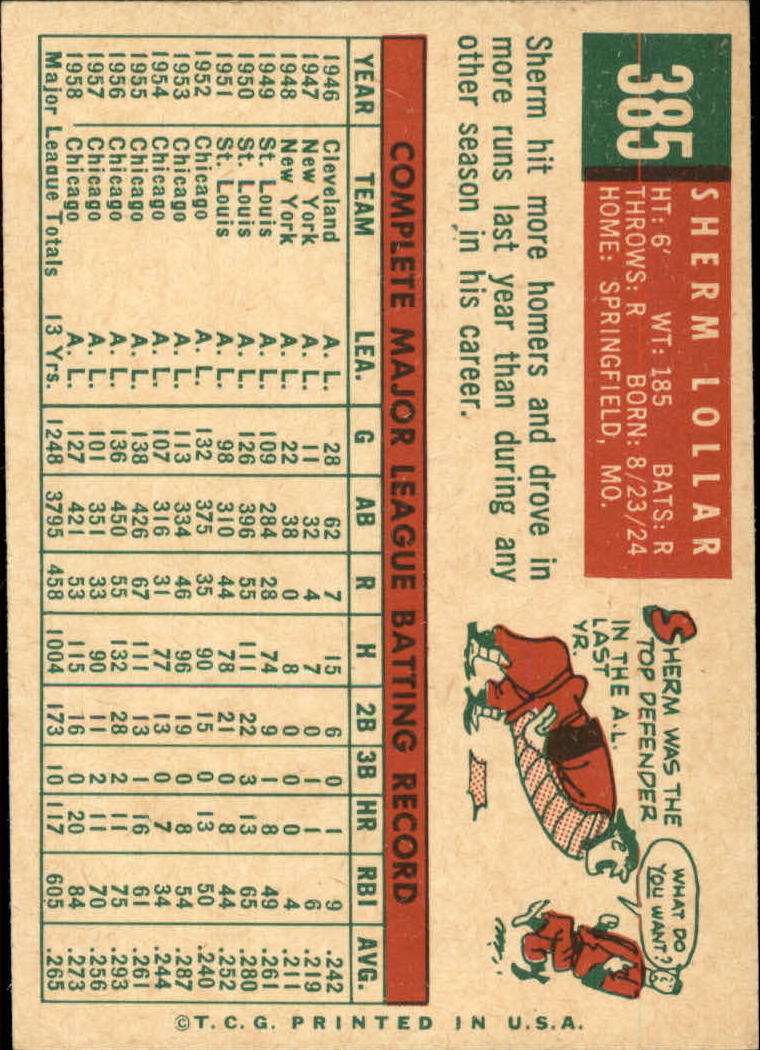 385
SHERM LOLLAR
HT: 6' WT: 185 BATS: R
THROWS: R BORN: 8/23/24
HOME: SPRINGFIELD, MO.
Sherm hit more homers and drove in
more runs last year than during any
other season in his career.
SHERM WAS THE
TOP DEFENDER
IN THE A.L.
LAST
YR.
WHAT DO
YOU WANT?
COMPLETE MAJOR LEAGUE BATTING RECORD
YEAR TEAM LEA. G AB R H 2B 3B HR RBI AVG.
1946 Cleveland A. L. 28 62 7 15 6 0 1 9 .242
1947 New York A. L. 11 32 4 7 0 1 1 6 .219
1948 New York A. L. 22 38 0 8 0 0 0 4 .211
1949 St. Louis A. L. 109 284 28 74 9 1 8 49 .261
1950 St. Louis A. L. 126 396 55 111 22 3 13 65 .280
1951 St. Louis A. L. 98 310 44 78 21 0 8 44 .252
1952 Chicago A. L. 132 375 35 90 15 0 13 50 .240
1953 Chicago A. L. 113 334 46 96 19 0 8 54 .287
1954 Chicago A. L. 107 316 31 77 13 0 7 34 .244
1955 Chicago A. L. 138 426 67 111 13 1 16 61 .261
1956 Chicago A. L. 136 450 55 132 28 2 11 75 .293
1957 Chicago A. L. 101 351 33 90 11 2 11 70 .256
1958 Chicago A. L. 127 421 53 115 16 0 20 84 .273
Major League Totals 13 Yrs. 1248 3795 458 1004 173 10 117 605 .265
©T. C. G. PRINTED IN U.S.A.